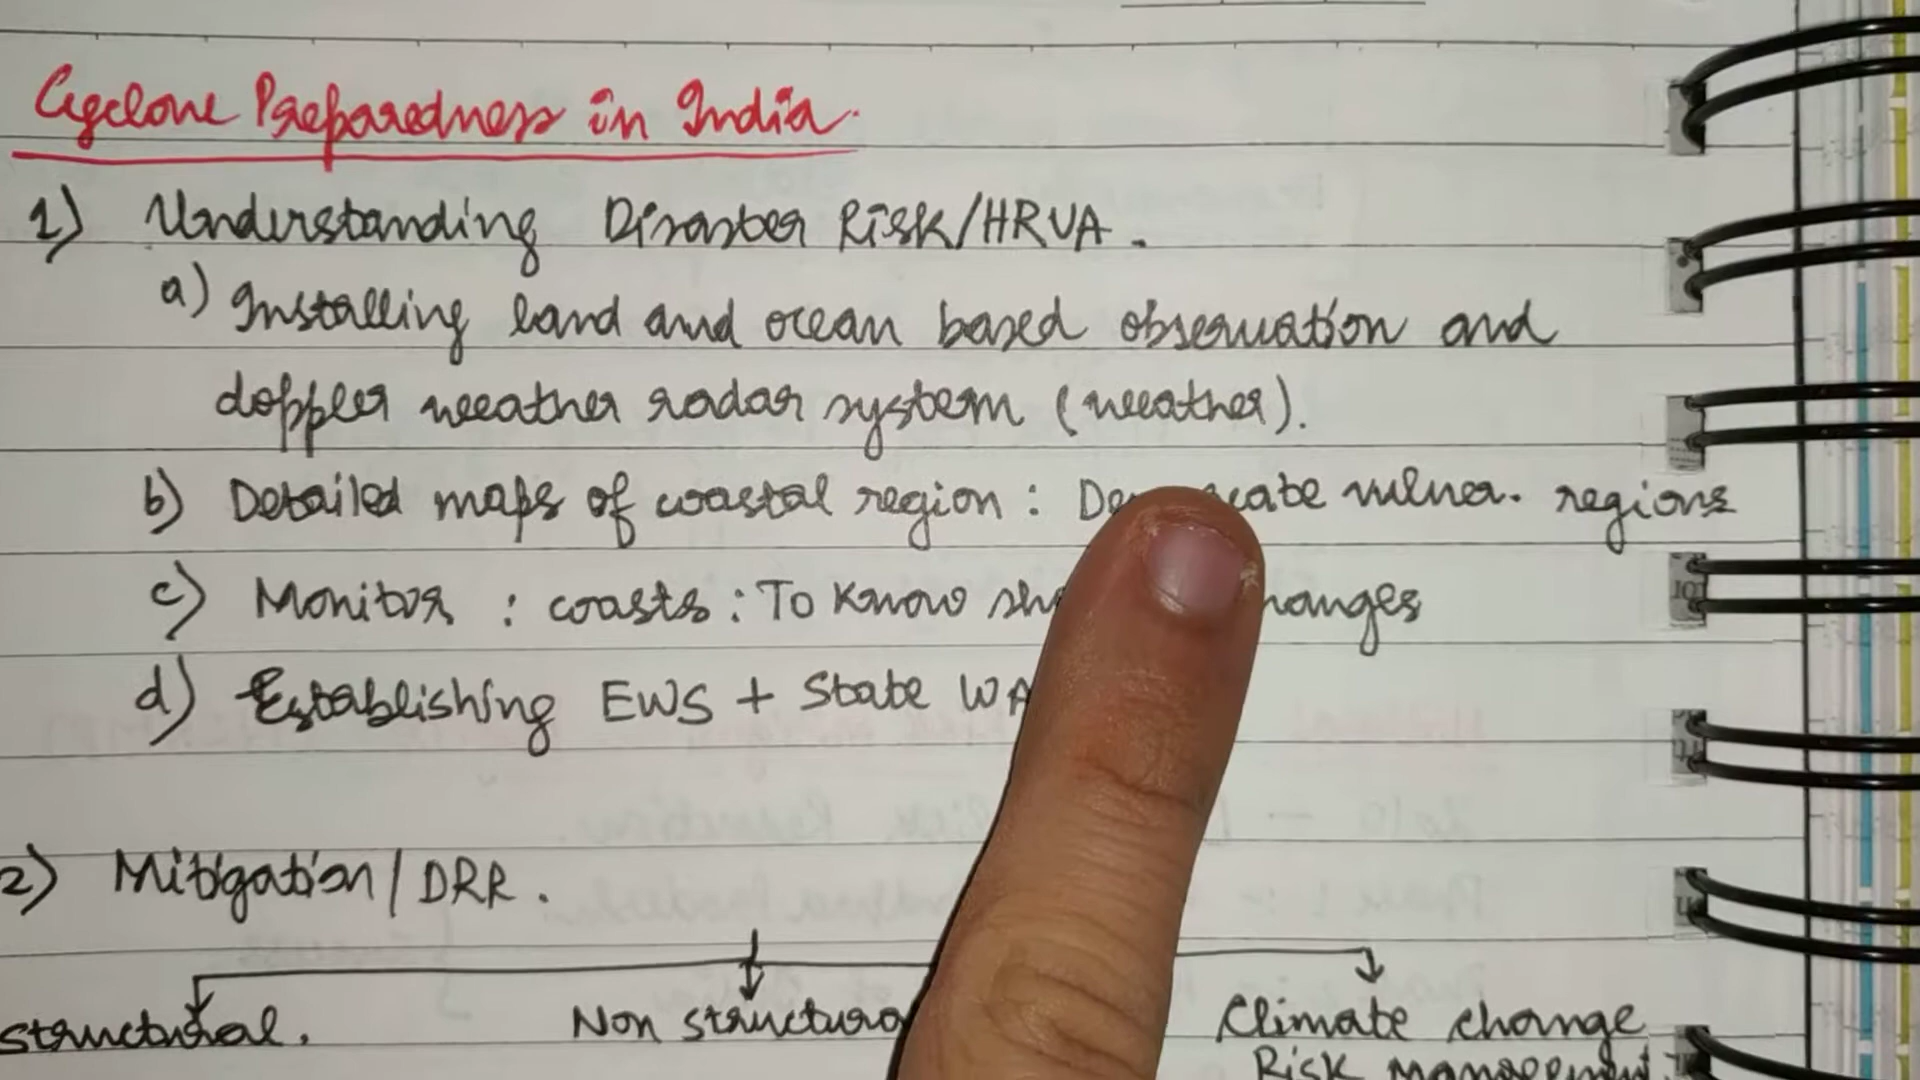 Cyclone Preparedness in India.
1) Understanding Disaster Risk/HRVA.
a) Installing land and ocean based observation and
doppler weather radar system (weather).
b) Detailed maps of coastal region : vulner. regions
c) Monitor : coasts : To Know
d) Establishing EWS + State
2) Mitigation/DRR.
structural. Non Climate change
Risk Management